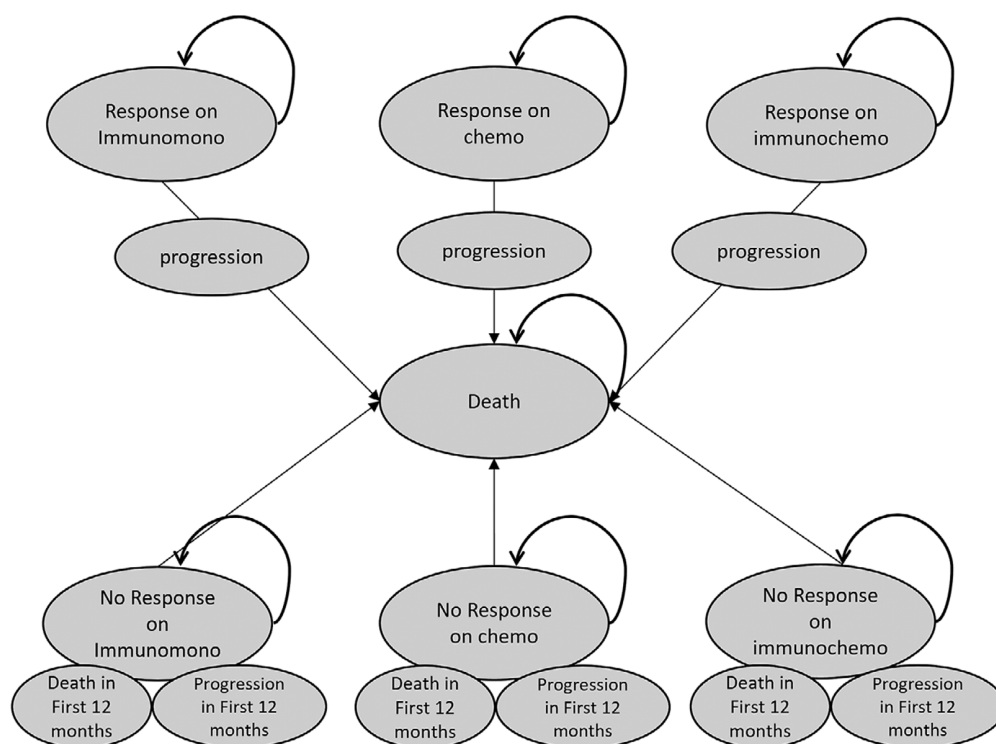 Response on
Immunomono
Response on
chemo
Response on
immunochemo
progression
progression
progression
Death
No Response
on
Immunomono
No Response
on chemo
No Response
on
immunochemo
Death in
First 12
months
Progression
in First 12
months
Death in
First 12
months
Progression
in First 12
months
Death in
First 12
months
Progression
in First 12
months